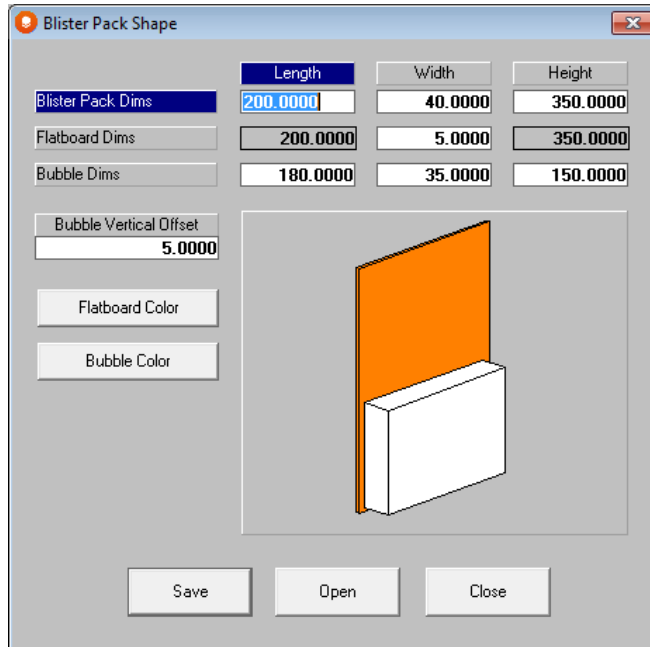 Blister Pack Shape
Length Width Height
Blister Pack Dims 200.0000 40.0000 350.0000
Flatboard Dims 200.0000 5.0000 350.0000
Bubble Dims 180.0000 35.0000 150.0000
Bubble Vertical Offset
5.0000
Flatboard Color
Bubble Color
Save Open Close